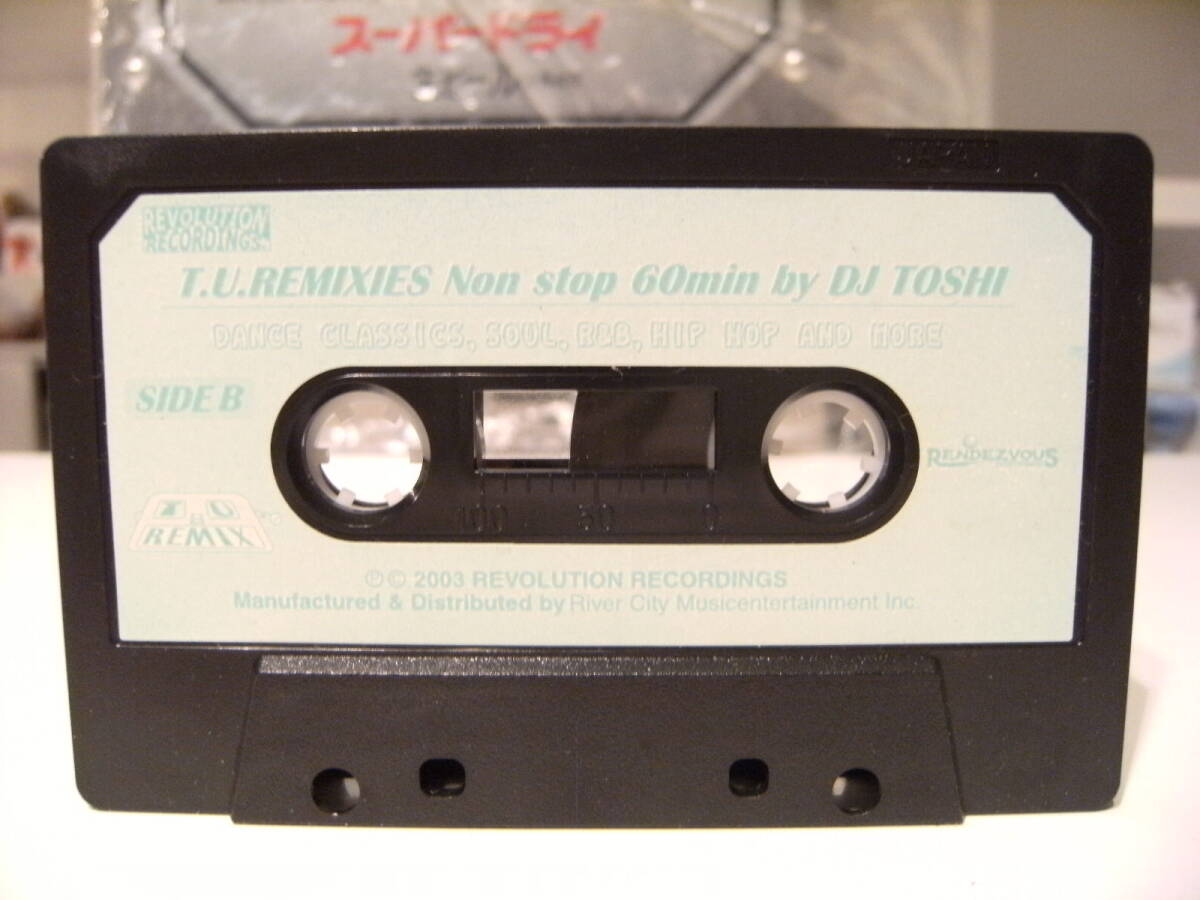 スーパードライ
JAPAN
REVOLUTION
RECORDINGS
T.U.REMIXIES Non stop 60min by DJ TOSHI
DANCE CLASSICS, SOUL, R&B, HIP HOP AND MORE
SIDE B
RENDEZVOUS
100 50 0
T.U
REMIX
℗© 2003 REVOLUTION RECORDINGS
Manufactured & Distributed by River City Musicentertainment Inc.